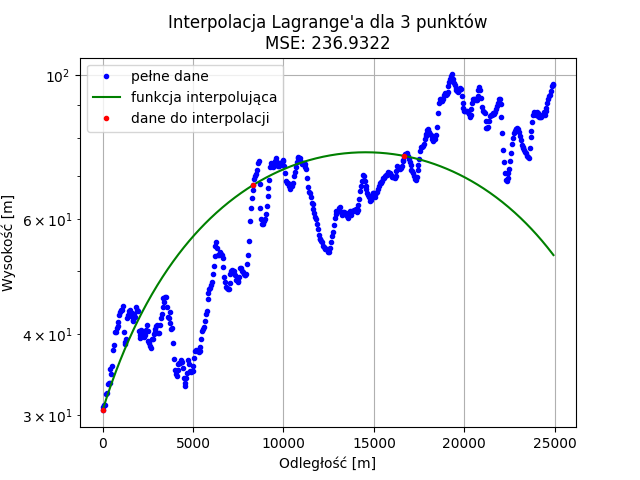 Interpolacja Lagrange'a dla 3 punktów
MSE: 236.9322
pełne dane
funkcja interpolująca
dane do interpolacji
10²
6 × 10¹
4 × 10¹
3 × 10¹
Wysokość [m]
0 5000 10000 15000 20000 25000
Odległość [m]